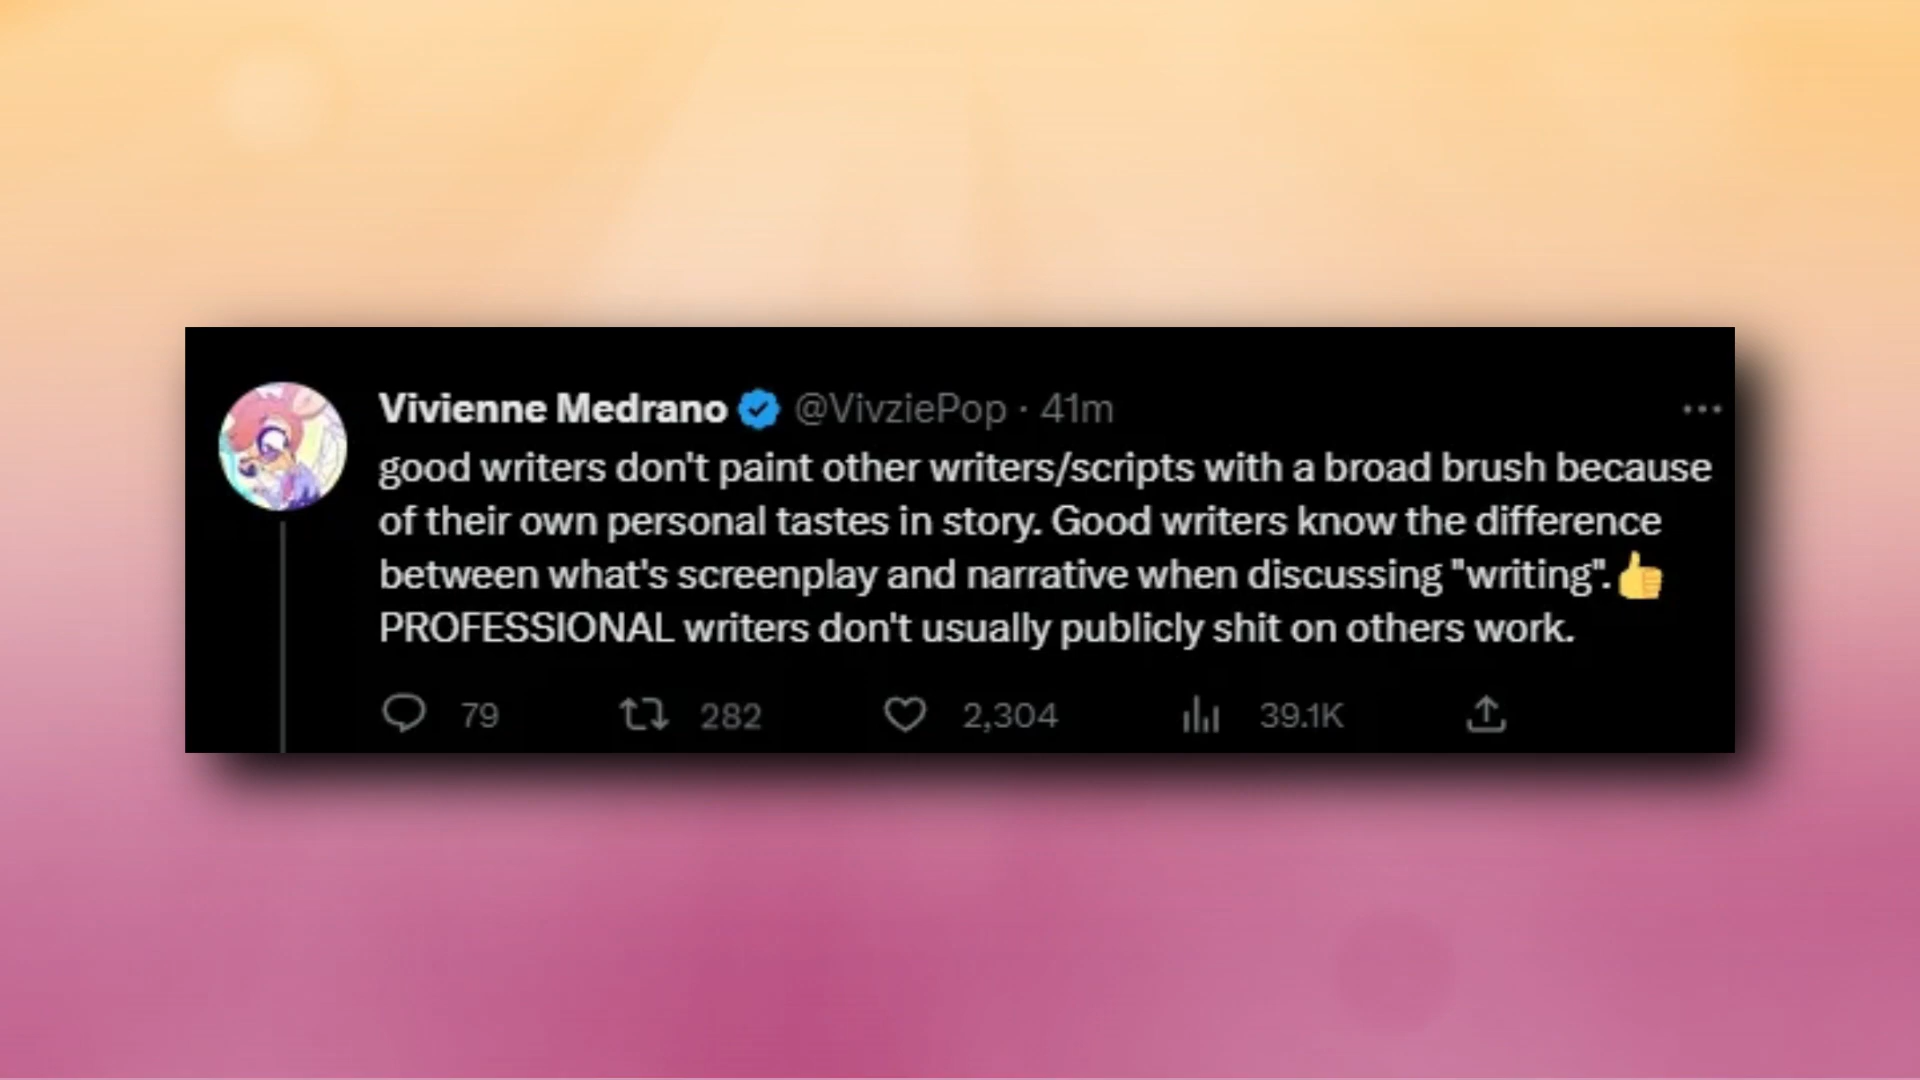 Vivienne Medrano @VivziePop · 41m
good writers don't paint other writers/scripts with a broad brush because
of their own personal tastes in story. Good writers know the difference
between what's screenplay and narrative when discussing "writing".👍
PROFESSIONAL writers don't usually publicly shit on others work.
79 282 2,304 39.1K